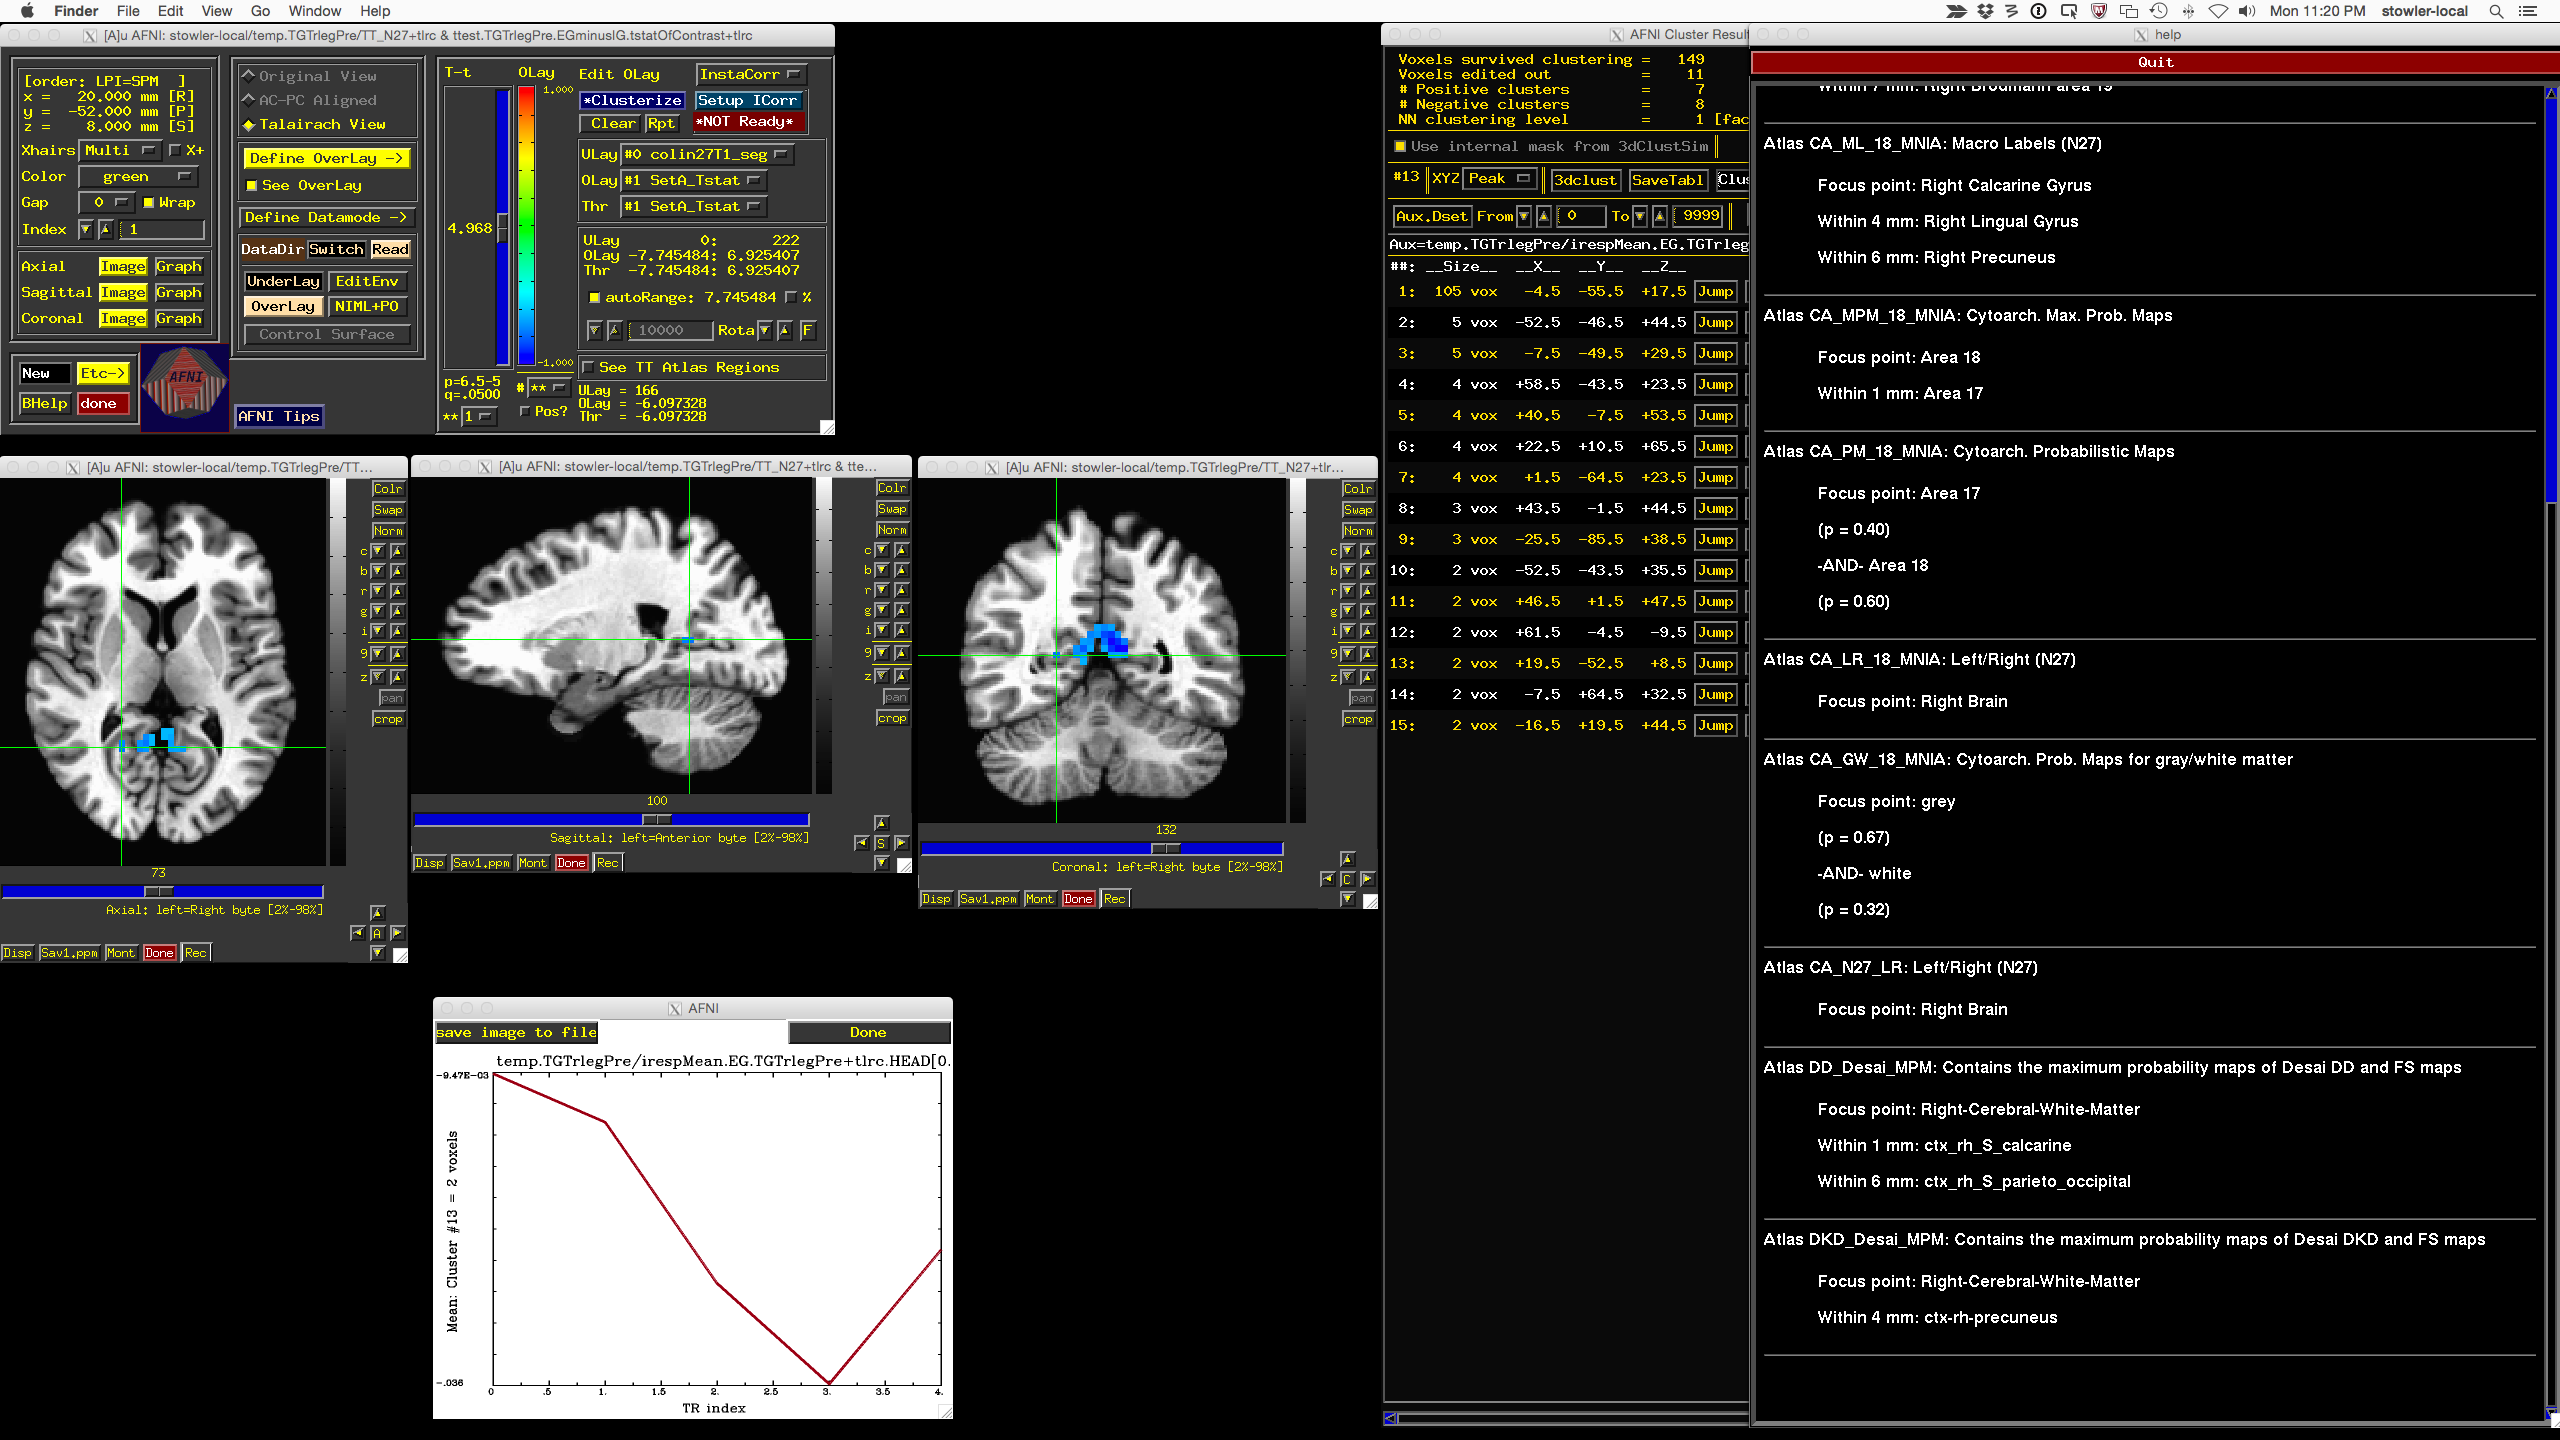 Finder File Edit View Go Window Help
Mon 11:20 PM stowler-local
[A]u AFNI: stowler-local/temp.TGTrlegPre/TT_N27+tlrc & ttest.TGTrlegPre.EGminusIG.tstatOfContrast+tlrc
[order: LPI=SPM ]
x = 20.000 mm [R]
y = -52.000 mm [P]
z = 8.000 mm [S]
Xhairs Multi X+
Color green
Gap 0 Wrap
Index 1
Axial Image Graph
Sagittal Image Graph
Coronal Image Graph
New Etc->
BHelp done
AFNI
Original View
AC-PC Aligned
Talairach View
Define OverLay ->
See OverLay
Define Datamode ->
DataDir Switch Read
UnderLay EditEnv
OverLay NIML+PO
Control Surface
AFNI Tips
T-t
4.968
p=6.5-5
q=.0500
** 1
OLay
1.000
-1.000
# **
Pos?
Edit OLay InstaCorr
*Clusterize Setup ICorr
Clear Rpt *NOT Ready*
ULay #0 colin27T1_seg
OLay #1 SetA_Tstat
Thr #1 SetA_Tstat
ULay 0: 222
OLay -7.745484: 6.925407
Thr -7.745484: 6.925407
autoRange: 7.745484 %
10000 Rota F
See TT Atlas Regions
ULay = 166
OLay = -6.097328
Thr = -6.097328
[A]u AFNI: stowler-local/temp.TGTrlegPre/TT...
Colr
Swap
Norm
c
b
r
g
i
9
z
pan
crop
73
Axial: left=Right byte [2%-98%]
A
Disp Sav1.ppm Mont Done Rec
[A]u AFNI: stowler-local/temp.TGTrlegPre/TT_N27+tlrc & tte...
Colr
Swap
Norm
c
b
r
g
i
9
z
pan
crop
100
Sagittal: left=Anterior byte [2%-98%]
S
Disp Sav1.ppm Mont Done Rec
[A]u AFNI: stowler-local/temp.TGTrlegPre/TT_N27+tlr...
Colr
Swap
Norm
c
b
r
g
i
9
z
pan
crop
132
Coronal: left=Right byte [2%-98%]
C
Disp Sav1.ppm Mont Done Rec
AFNI
save image to file Done
temp.TGTrlegPre/irespMean.EG.TGTrlegPre+tlrc.HEAD[0.
-9.47E-03
Mean: Cluster #13 = 2 voxels
-.036
0 .5 1. 1.5 2. 2.5 3. 3.5 4.
TR index
AFNI Cluster Result
Voxels survived clustering = 149
Voxels edited out = 11
# Positive clusters = 7
# Negative clusters = 8
NN clustering level = 1 [fac
Use internal mask from 3dClustSim
#13 XYZ Peak 3dclust SaveTabl Clus
Aux.Dset From 0 To 9999
Aux=temp.TGTrlegPre/irespMean.EG.TGTrleg
##: __Size__ __X__ __Y__ __Z__
1: 105 vox -4.5 -55.5 +17.5 Jump
2: 5 vox -52.5 -46.5 +44.5 Jump
3: 5 vox -7.5 -49.5 +29.5 Jump
4: 4 vox +58.5 -43.5 +23.5 Jump
5: 4 vox +40.5 -7.5 +53.5 Jump
6: 4 vox +22.5 +10.5 +65.5 Jump
7: 4 vox +1.5 -64.5 +23.5 Jump
8: 3 vox +43.5 -1.5 +44.5 Jump
9: 3 vox -25.5 -85.5 +38.5 Jump
10: 2 vox -52.5 -43.5 +35.5 Jump
11: 2 vox +46.5 +1.5 +47.5 Jump
12: 2 vox +61.5 -4.5 -9.5 Jump
13: 2 vox +19.5 -52.5 +8.5 Jump
14: 2 vox -7.5 +64.5 +32.5 Jump
15: 2 vox -16.5 +19.5 +44.5 Jump
help
Quit
Within 7 mm: Right Brodmann area 19
Atlas CA_ML_18_MNIA: Macro Labels (N27)
Focus point: Right Calcarine Gyrus
Within 4 mm: Right Lingual Gyrus
Within 6 mm: Right Precuneus
Atlas CA_MPM_18_MNIA: Cytoarch. Max. Prob. Maps
Focus point: Area 18
Within 1 mm: Area 17
Atlas CA_PM_18_MNIA: Cytoarch. Probabilistic Maps
Focus point: Area 17
(p = 0.40)
-AND- Area 18
(p = 0.60)
Atlas CA_LR_18_MNIA: Left/Right (N27)
Focus point: Right Brain
Atlas CA_GW_18_MNIA: Cytoarch. Prob. Maps for gray/white matter
Focus point: grey
(p = 0.67)
-AND- white
(p = 0.32)
Atlas CA_N27_LR: Left/Right (N27)
Focus point: Right Brain
Atlas DD_Desai_MPM: Contains the maximum probability maps of Desai DD and FS maps
Focus point: Right-Cerebral-White-Matter
Within 1 mm: ctx_rh_S_calcarine
Within 6 mm: ctx_rh_S_parieto_occipital
Atlas DKD_Desai_MPM: Contains the maximum probability maps of Desai DKD and FS maps
Focus point: Right-Cerebral-White-Matter
Within 4 mm: ctx-rh-precuneus